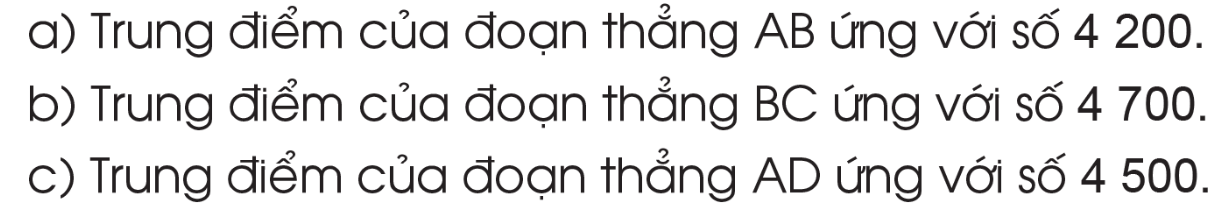 a) Trung điểm của đoạn thẳng AB ứng với số 4 200.
b) Trung điểm của đoạn thẳng BC ứng với số 4 700.
c) Trung điểm của đoạn thẳng AD ứng với số 4 500.